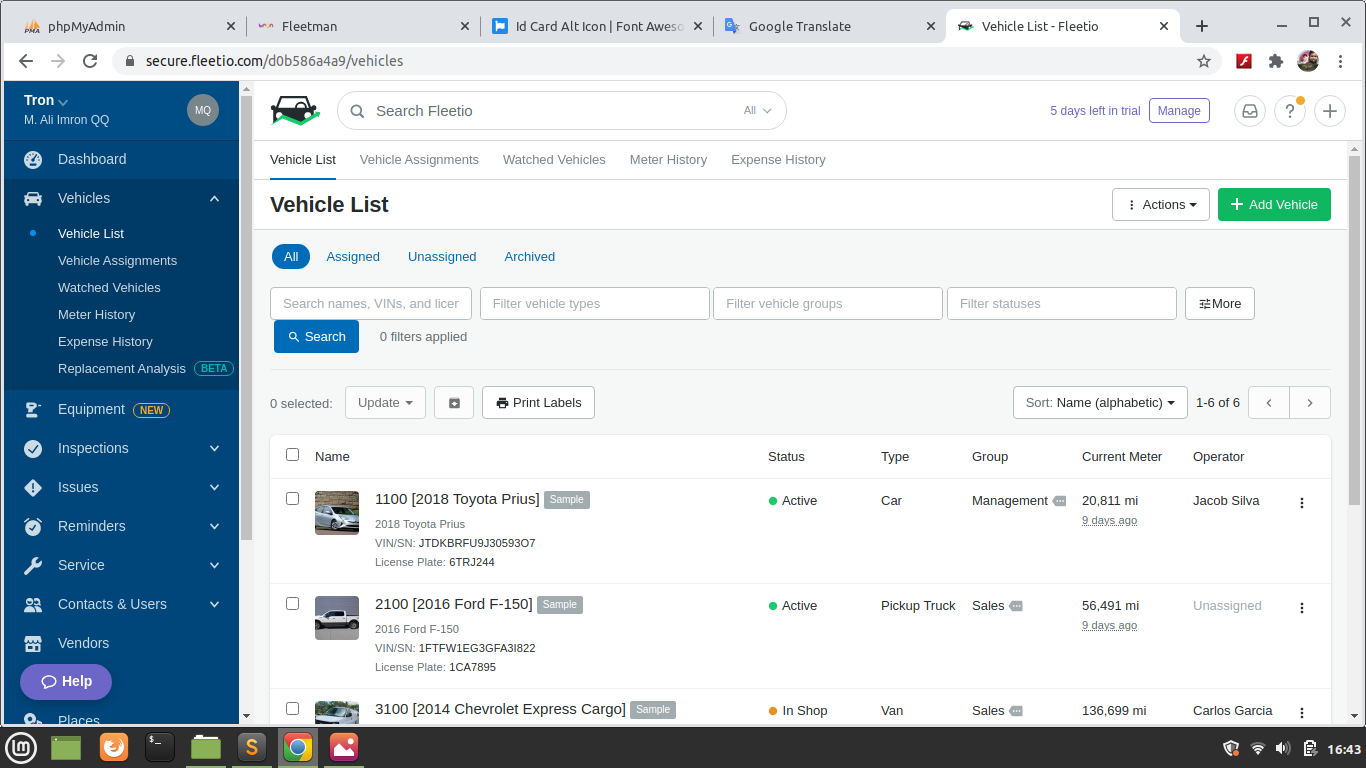 phpMyAdmin
Fleetman
Id Card Alt Icon | Font Aweso
Google Translate
Vehicle List - Fleetio
secure.fleetio.com/d0b586a4a9/vehicles
Tron
M. Ali Imron QQ
MQ
Search Fleetio
All
5 days left in trial
Manage
?
Dashboard
Vehicles
Vehicle List
Vehicle Assignments
Watched Vehicles
Meter History
Expense History
Replacement Analysis BETA
Equipment NEW
Inspections
Issues
Reminders
Service
Contacts & Users
Vendors
Help
Places
Vehicle List Vehicle Assignments Watched Vehicles Meter History Expense History
Vehicle List
Actions
Add Vehicle
All Assigned Unassigned Archived
Search names, VINs, and licer
Filter vehicle types
Filter vehicle groups
Filter statuses
More
Search
0 filters applied
0 selected:
Update
Print Labels
Sort: Name (alphabetic)
1-6 of 6
Name Status Type Group Current Meter Operator
1100 [2018 Toyota Prius] Sample Active Car Management 20,811 mi Jacob Silva
9 days ago
2018 Toyota Prius
VIN/SN: JTDKBRFU9J30593O7
License Plate: 6TRJ244
2100 [2016 Ford F-150] Sample Active Pickup Truck Sales 56,491 mi Unassigned
9 days ago
2016 Ford F-150
VIN/SN: 1FTFW1EG3GFA3I822
License Plate: 1CA7895
3100 [2014 Chevrolet Express Cargo] Sample In Shop Van Sales 136,699 mi Carlos Garcia
16:43